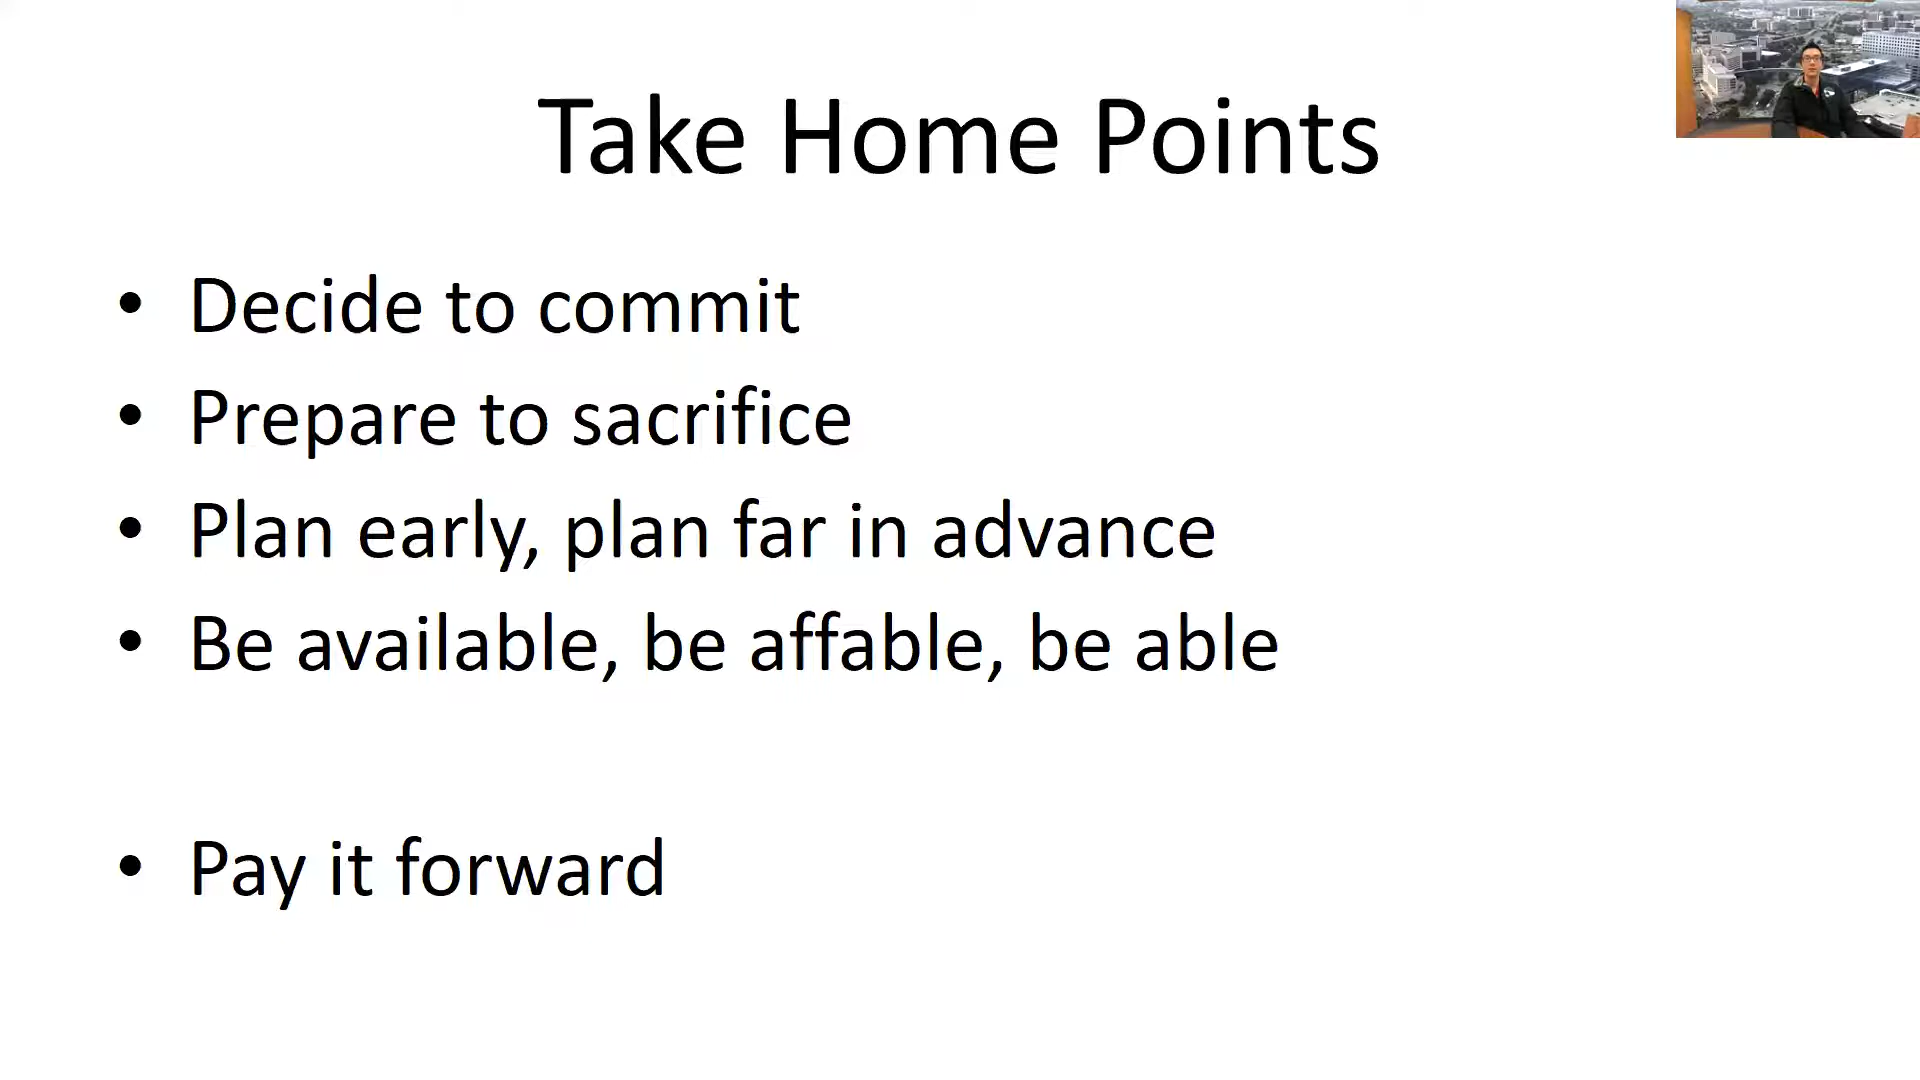 Take Home Points
• Decide to commit
• Prepare to sacrifice
• Plan early, plan far in advance
• Be available, be affable, be able
• Pay it forward